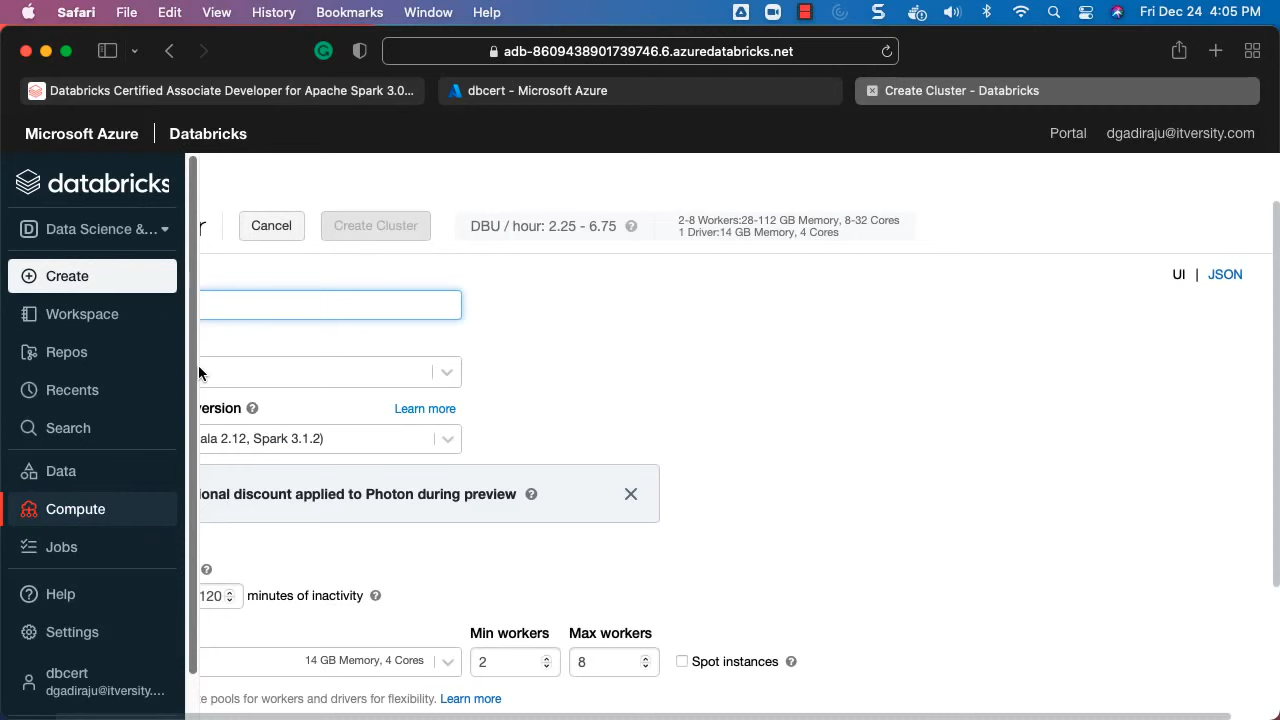 Safari File Edit View History Bookmarks Window Help Fri Dec 24 4:05 PM
adb-8609438901739746.6.azuredatabricks.net
Databricks Certified Associate Developer for Apache Spark 3.0... dbcert - Microsoft Azure Create Cluster - Databricks
Microsoft Azure Databricks Portal dgadiraju@itversity.com
databricks
Data Science &...
Create
Workspace
Repos
Recents
Search
Data
Compute
Jobs
Help
Settings
dbcert
dgadiraju@itversity....
r Cancel Create Cluster DBU / hour: 2.25 - 6.75 ?
2-8 Workers:28-112 GB Memory, 8-32 Cores
1 Driver:14 GB Memory, 4 Cores
UI | JSON
version ? Learn more
ala 2.12, Spark 3.1.2)
ional discount applied to Photon during preview ?
?
120 minutes of inactivity ?
Min workers Max workers
14 GB Memory, 4 Cores 2 8 Spot instances ?
te pools for workers and drivers for flexibility. Learn more